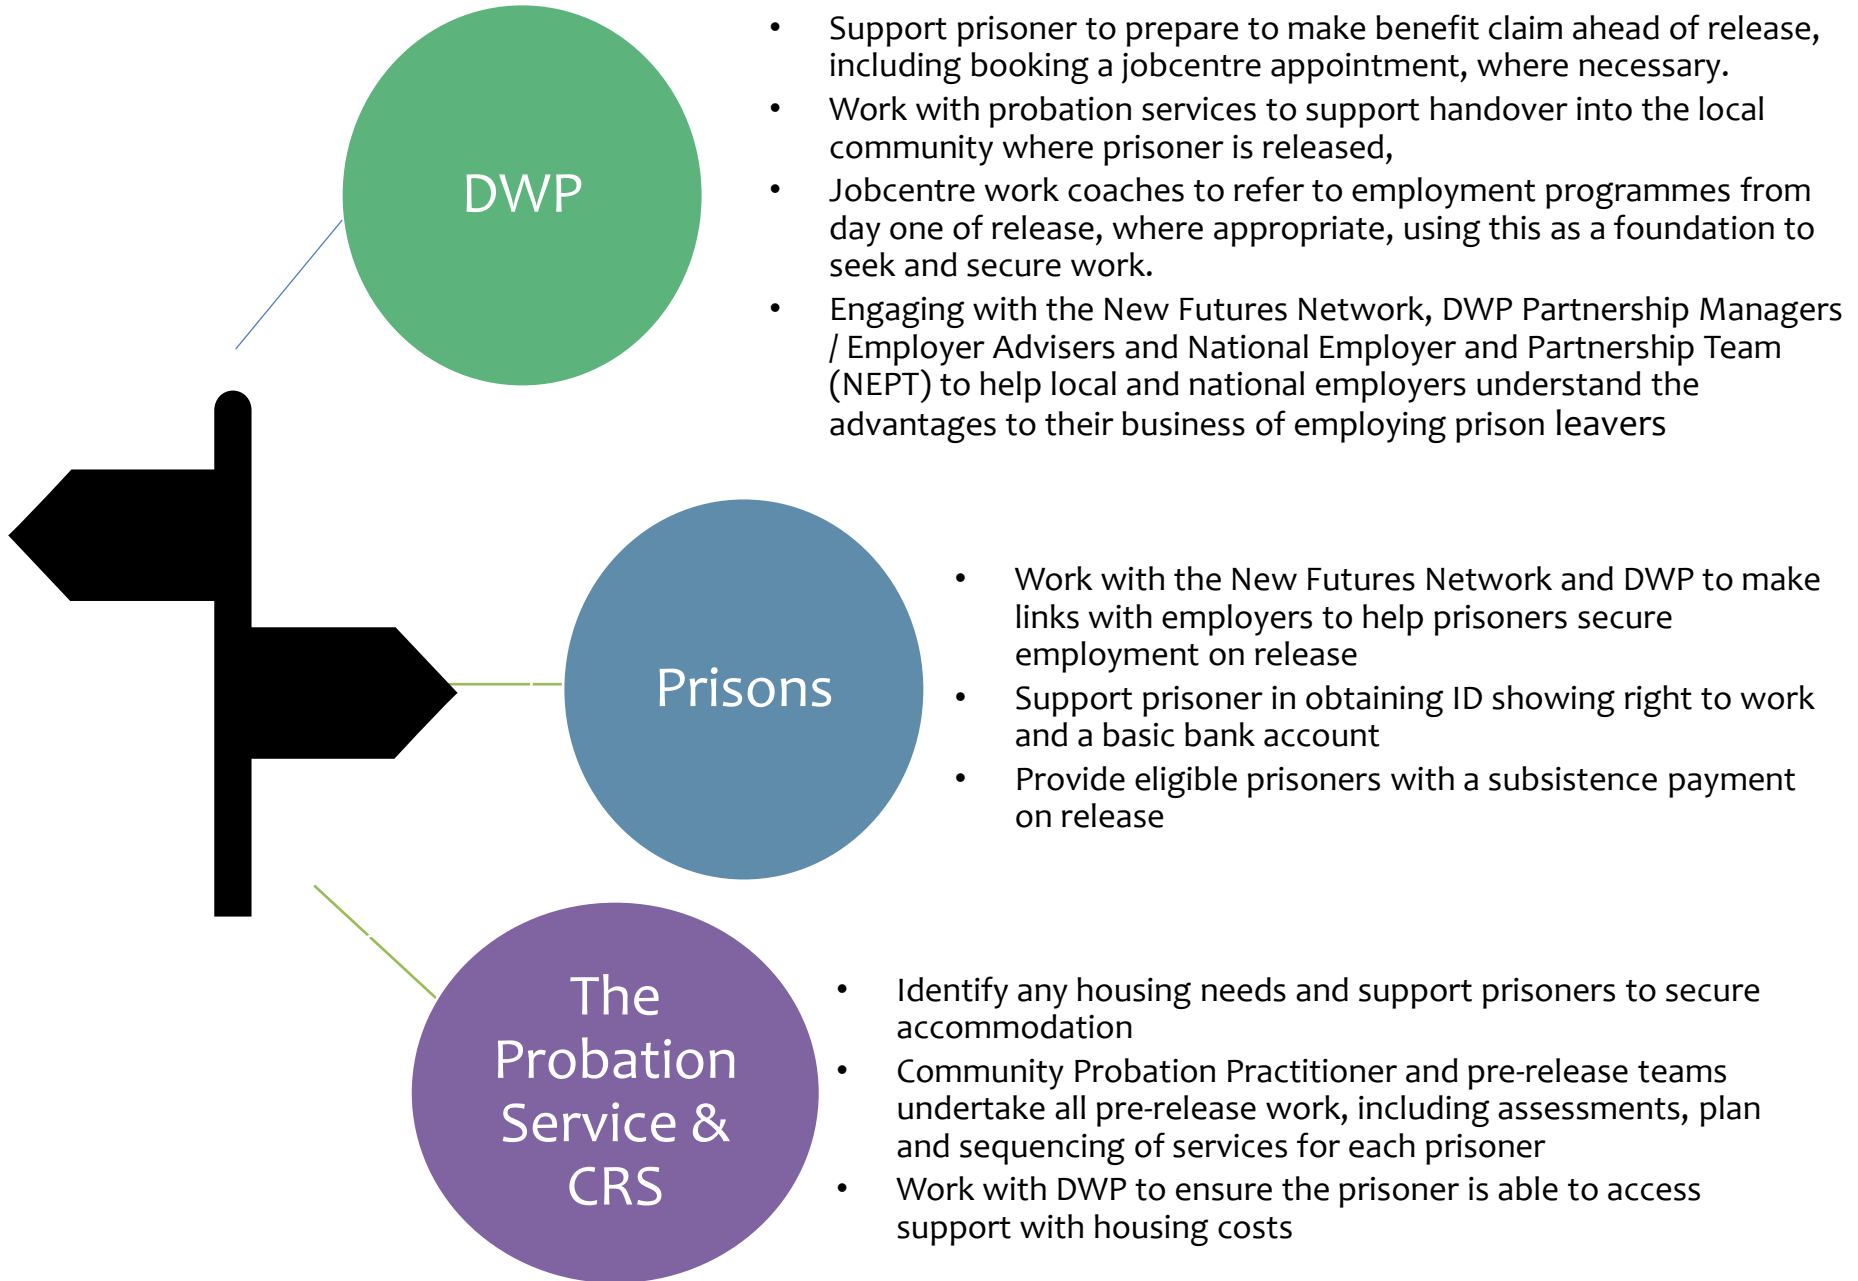 DWP
• Support prisoner to prepare to make benefit claim ahead of release,
including booking a jobcentre appointment, where necessary.
• Work with probation services to support handover into the local
community where prisoner is released,
• Jobcentre work coaches to refer to employment programmes from
day one of release, where appropriate, using this as a foundation to
seek and secure work.
• Engaging with the New Futures Network, DWP Partnership Managers
/ Employer Advisers and National Employer and Partnership Team
(NEPT) to help local and national employers understand the
advantages to their business of employing prison leavers
Prisons
• Work with the New Futures Network and DWP to make
links with employers to help prisoners secure
employment on release
• Support prisoner in obtaining ID showing right to work
and a basic bank account
• Provide eligible prisoners with a subsistence payment
on release
The
Probation
Service &
CRS
• Identify any housing needs and support prisoners to secure
accommodation
• Community Probation Practitioner and pre-release teams
undertake all pre-release work, including assessments, plan
and sequencing of services for each prisoner
• Work with DWP to ensure the prisoner is able to access
support with housing costs